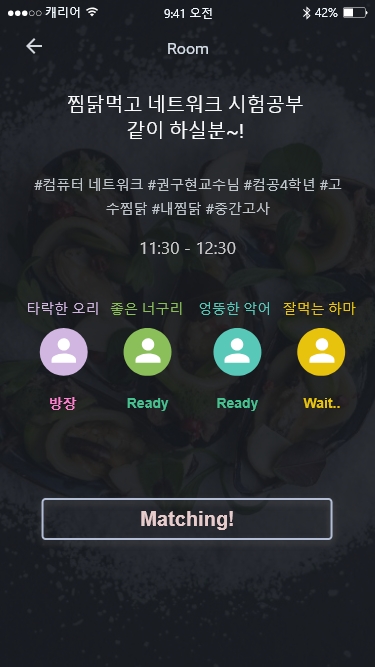 캐리어 9:41 오전 42%
Room
찜닭먹고 네트워크 시험공부
같이 하실분~!
#컴퓨터 네트워크 #권구현교수님 #컴공4학년 #고
수찜닭 #내찜닭 #중간고사
11:30 - 12:30
타락한 오리 좋은 너구리 엉뚱한 악어 잘먹는 하마
방장 Ready Ready Wait..
Matching!